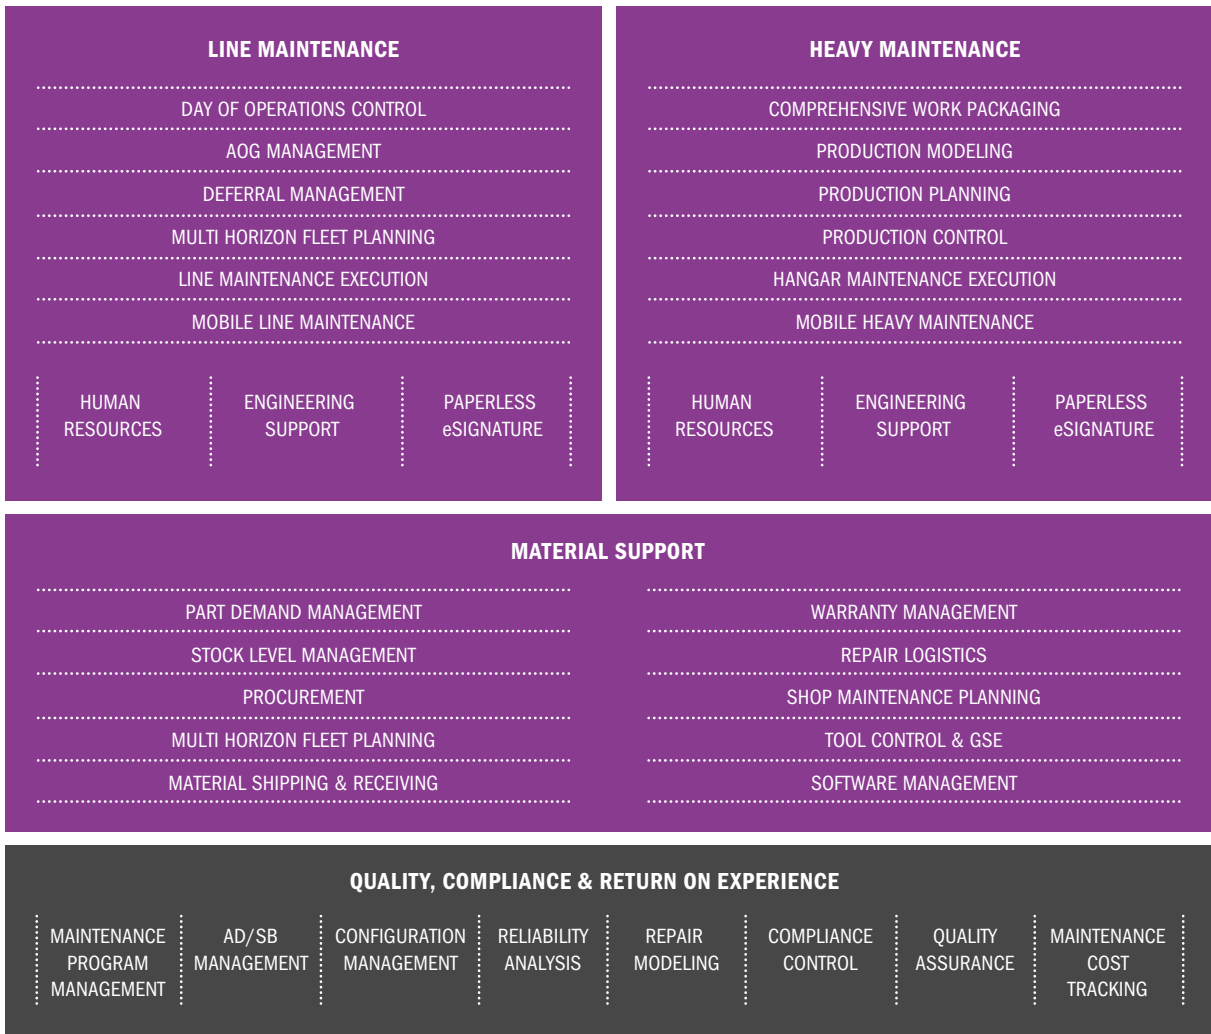 LINE MAINTENANCE
DAY OF OPERATIONS CONTROL
AOG MANAGEMENT
DEFERRAL MANAGEMENT
MULTI HORIZON FLEET PLANNING
LINE MAINTENANCE EXECUTION
MOBILE LINE MAINTENANCE
HUMAN
RESOURCES
ENGINEERING
SUPPORT
PAPERLESS
eSIGNATURE
HEAVY MAINTENANCE
COMPREHENSIVE WORK PACKAGING
PRODUCTION MODELING
PRODUCTION PLANNING
PRODUCTION CONTROL
HANGAR MAINTENANCE EXECUTION
MOBILE HEAVY MAINTENANCE
HUMAN
RESOURCES
ENGINEERING
SUPPORT
PAPERLESS
eSIGNATURE
MATERIAL SUPPORT
PART DEMAND MANAGEMENT
STOCK LEVEL MANAGEMENT
PROCUREMENT
MULTI HORIZON FLEET PLANNING
MATERIAL SHIPPING & RECEIVING
WARRANTY MANAGEMENT
REPAIR LOGISTICS
SHOP MAINTENANCE PLANNING
TOOL CONTROL & GSE
SOFTWARE MANAGEMENT
QUALITY, COMPLIANCE & RETURN ON EXPERIENCE
MAINTENANCE
PROGRAM
MANAGEMENT
AD/SB
MANAGEMENT
CONFIGURATION
MANAGEMENT
RELIABILITY
ANALYSIS
REPAIR
MODELING
COMPLIANCE
CONTROL
QUALITY
ASSURANCE
MAINTENANCE
COST
TRACKING